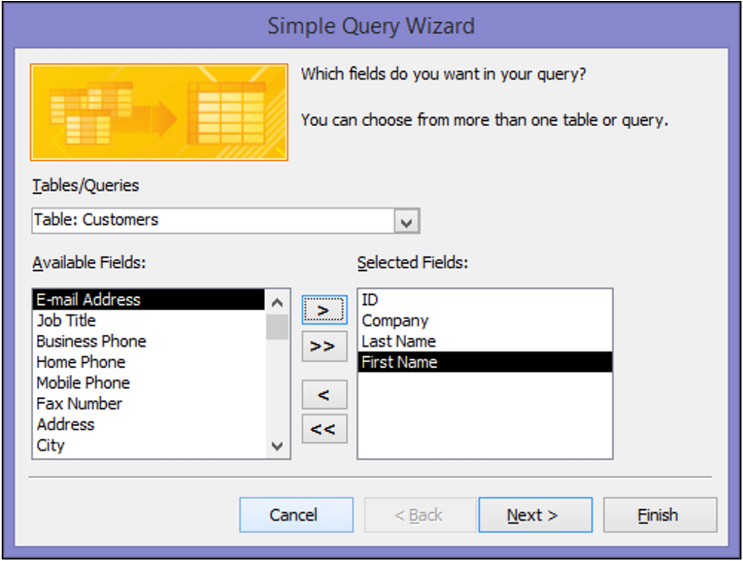 Simple Query Wizard
Which fields do you want in your query?
You can choose from more than one table or query.
Tables/Queries
Table: Customers
Available Fields:
E-mail Address
Job Title
Business Phone
Home Phone
Mobile Phone
Fax Number
Address
City
>
>>
<
<<
Selected Fields:
ID
Company
Last Name
First Name
Cancel
< Back
Next >
Finish